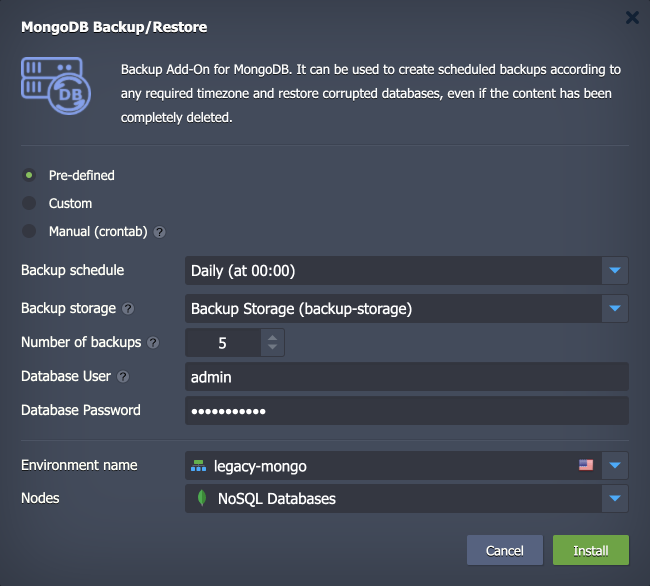 MongoDB Backup/Restore
DB
Backup Add-On for MongoDB. It can be used to create scheduled backups according to
any required timezone and restore corrupted databases, even if the content has been
completely deleted.
Pre-defined
Custom
Manual (crontab) ?
Backup schedule Daily (at 00:00)
Backup storage ? Backup Storage (backup-storage)
Number of backups ? 5
Database User ? admin
Database Password •••••••••••
Environment name legacy-mongo
Nodes NoSQL Databases
Cancel Install